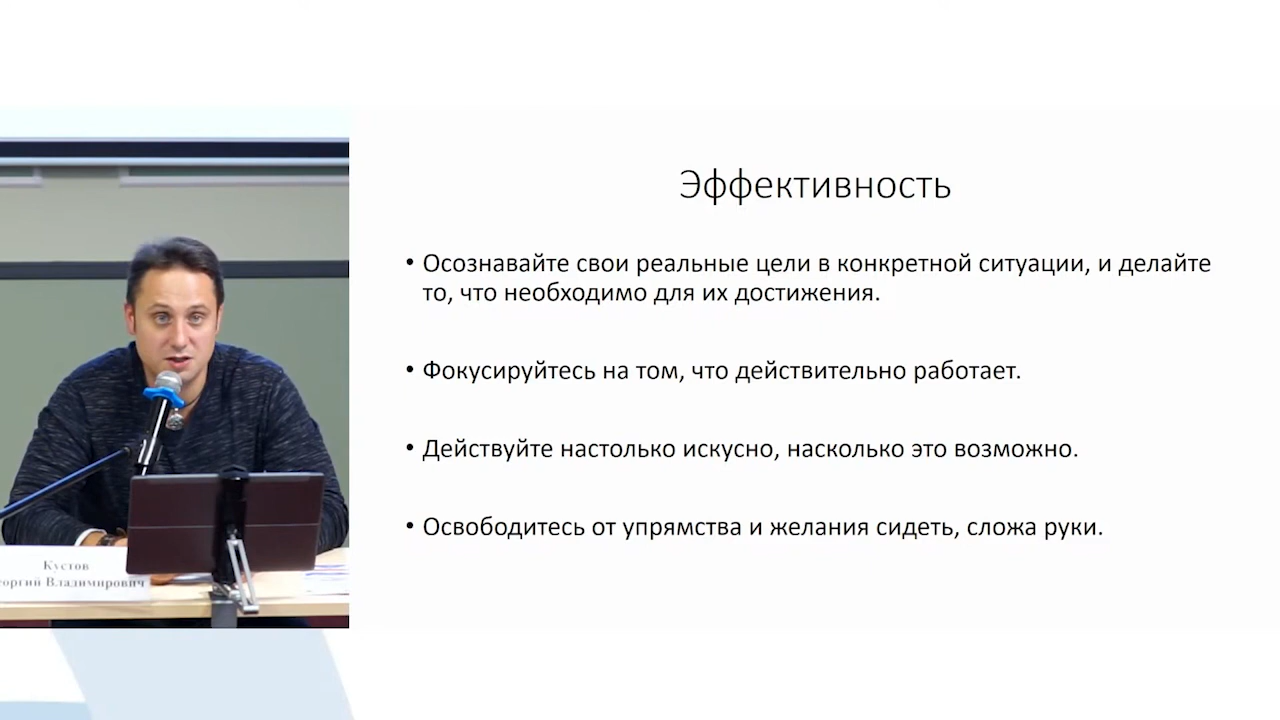 Эффективность
• Осознавайте свои реальные цели в конкретной ситуации, и делайте
то, что необходимо для их достижения.
• Фокусируйтесь на том, что действительно работает.
• Действуйте настолько искусно, насколько это возможно.
• Освободитесь от упрямства и желания сидеть, сложа руки.
Кустов
еоргий Владимирович